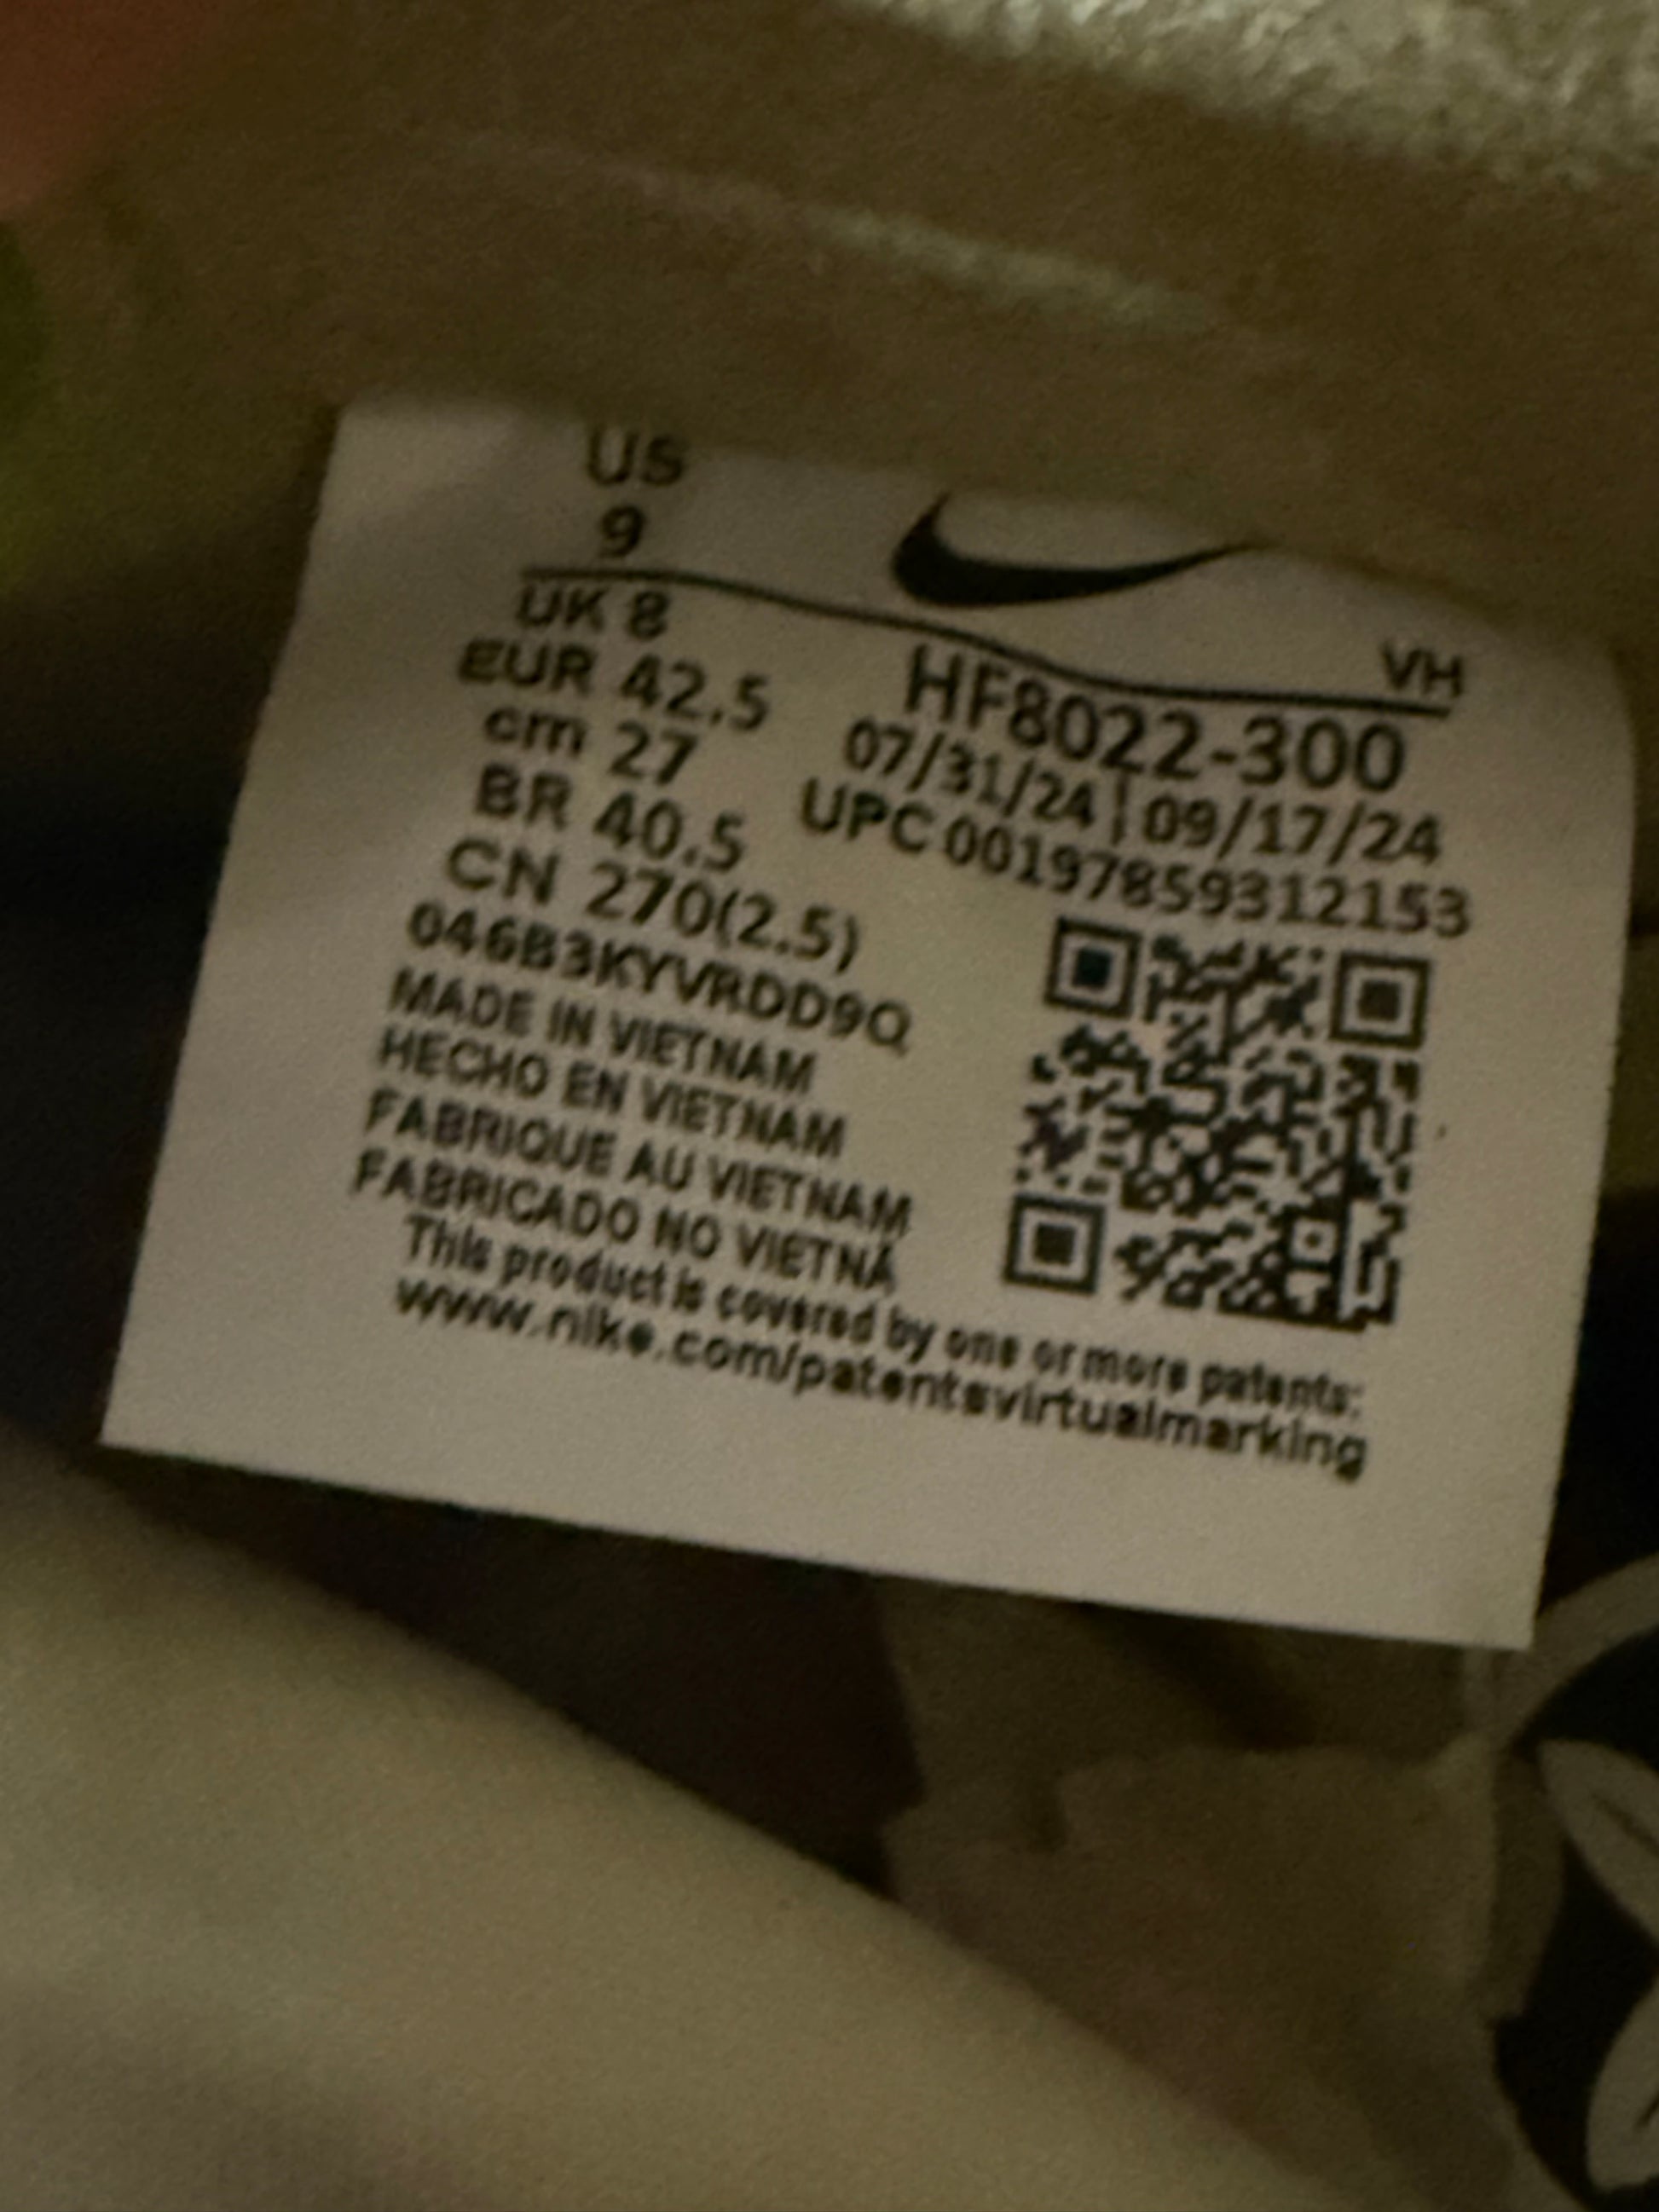 US
9
VH
UK 8
EUR 42.5
cm 27
BR 40.5
CN 270(2.5)
HF8022-300
07/31/24|09/17/24
UPC 00197859312153
046B3KYVRDD9Q
MADE IN VIETNAM
HECHO EN VIETNAM
FABRIQUE AU VIETNAM
FABRICADO NO VIETNÃ
This product is covered by one or more patents:
www.nike.com/patentsvirtualmarking